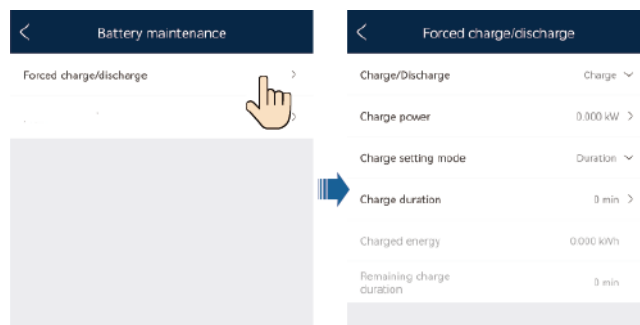 Battery maintenance
Forced charge/discharge
Forced charge/discharge
Charge/Discharge Charge
Charge power 0.000 kW
Charge setting mode Duration
Charge duration 0 min
Charged energy 0.000 kWh
Remaining charge
duration 0 min